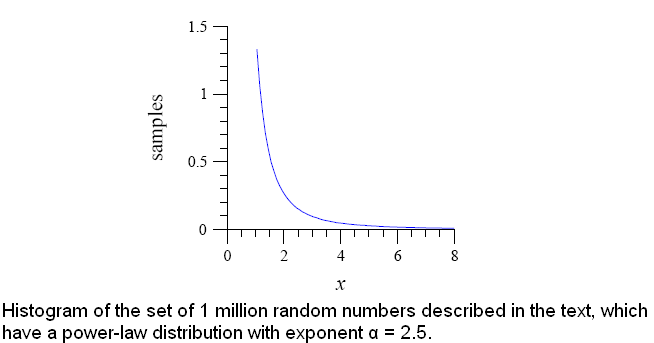 1.5
1
samples
0.5
0
0 2 4 6 8
x
Histogram of the set of 1 million random numbers described in the text, which
have a power-law distribution with exponent α = 2.5.